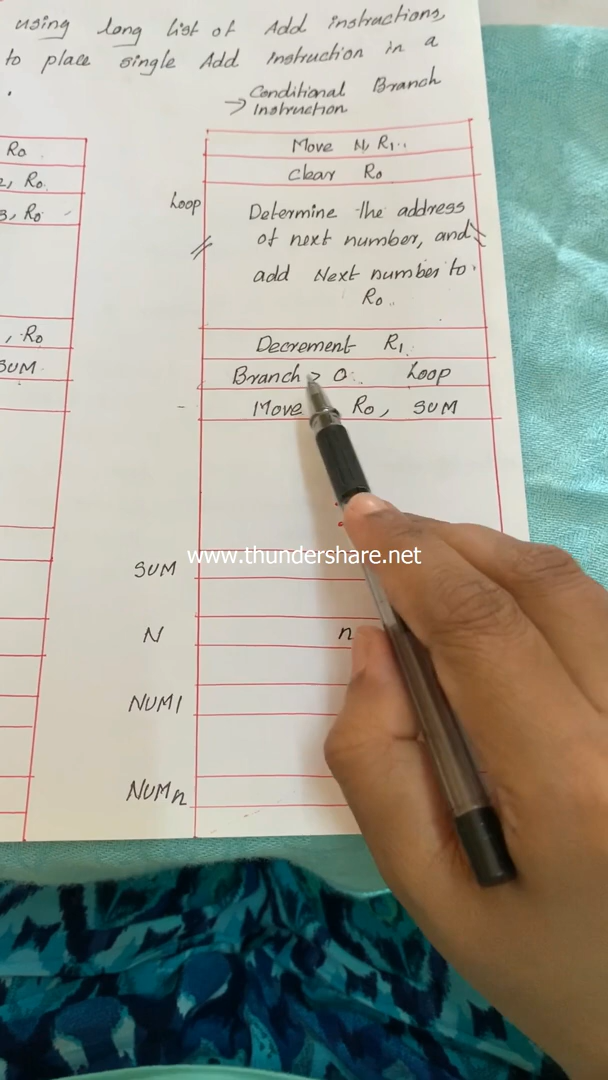 using long list of Add instructions,
to place single Add Instruction in a
.
→ Conditional Branch
Instruction
R0
2, R0.
3, R0
, R0
SUM
Move N, R1..
Clear R0
Loop
Determine the address
of next number, and
add Next number to.
R0..
Decrement R1.
Branch > 0. Loop
Move R0, SUM
www.thundershare.net
SUM
N n
NUM1
NUMn